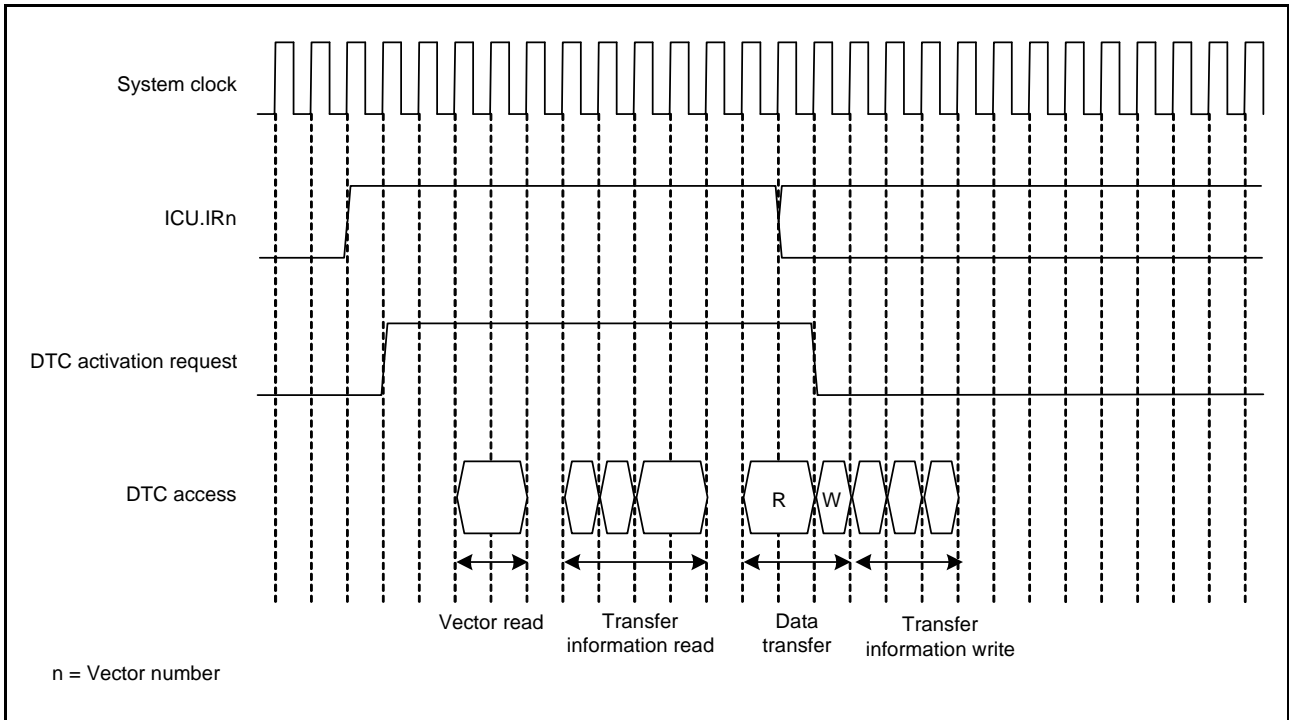 System clock
ICU.IRn
DTC activation request
DTC access
R
W
Vector read
Transfer
information read
Data
transfer
Transfer
information write
n = Vector number